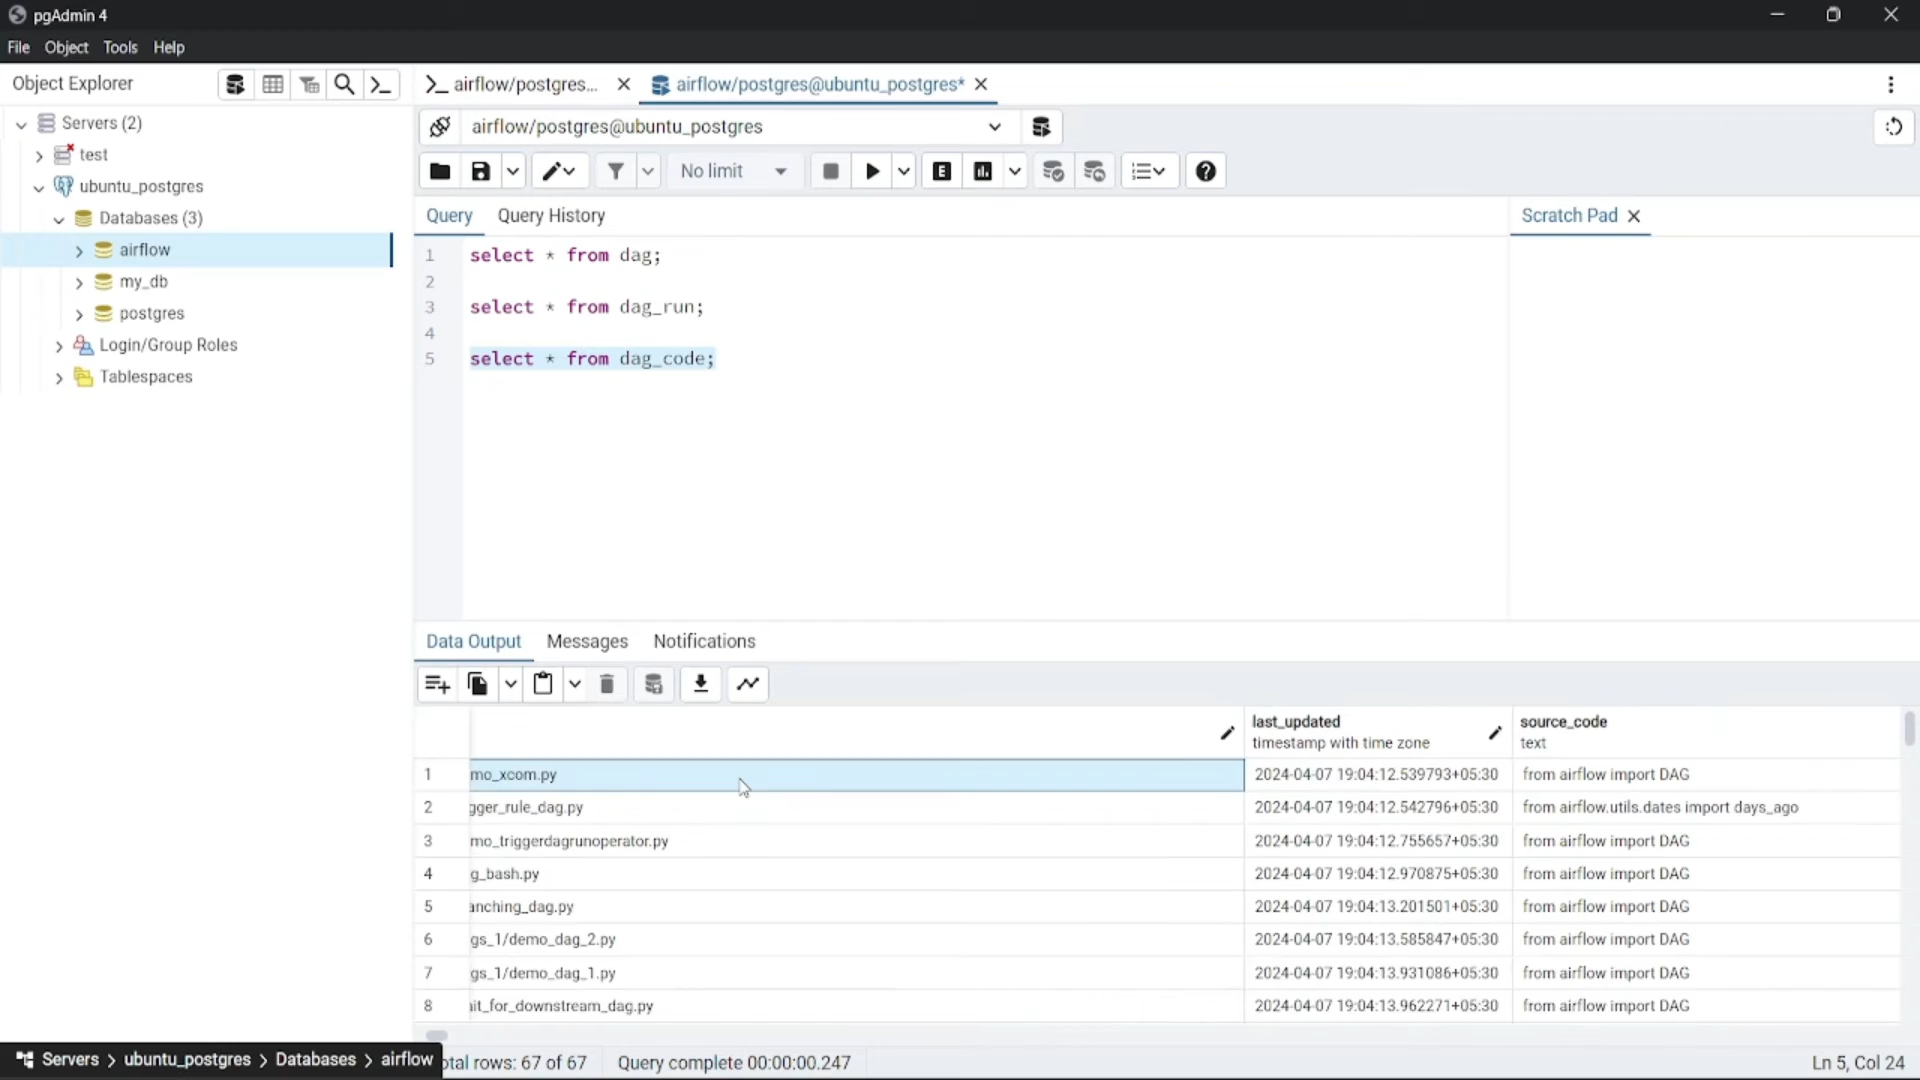 pgAdmin 4
File Object Tools Help
Object Explorer
airflow/postgres...
airflow/postgres@ubuntu_postgres*
Servers (2)
test
ubuntu_postgres
Databases (3)
airflow
my_db
postgres
Login/Group Roles
Tablespaces
airflow/postgres@ubuntu_postgres
No limit
E
Query Query History
Scratch Pad
1 select * from dag;
2
3 select * from dag_run;
4
5 select * from dag_code;
Data Output Messages Notifications
last_updated source_code
timestamp with time zone text
1 mo_xcom.py 2024-04-07 19:04:12.539793+05:30 from airflow import DAG
2 gger_rule_dag.py 2024-04-07 19:04:12.542796+05:30 from airflow.utils.dates import days_ago
3 mo_triggerdagrunoperator.py 2024-04-07 19:04:12.755657+05:30 from airflow import DAG
4 g_bash.py 2024-04-07 19:04:12.970875+05:30 from airflow import DAG
5 anching_dag.py 2024-04-07 19:04:13.201501+05:30 from airflow import DAG
6 gs_1/demo_dag_2.py 2024-04-07 19:04:13.585847+05:30 from airflow import DAG
7 gs_1/demo_dag_1.py 2024-04-07 19:04:13.931086+05:30 from airflow import DAG
8 it_for_downstream_dag.py 2024-04-07 19:04:13.962271+05:30 from airflow import DAG
Servers > ubuntu_postgres > Databases > airflow
otal rows: 67 of 67 Query complete 00:00:00.247 Ln 5, Col 24